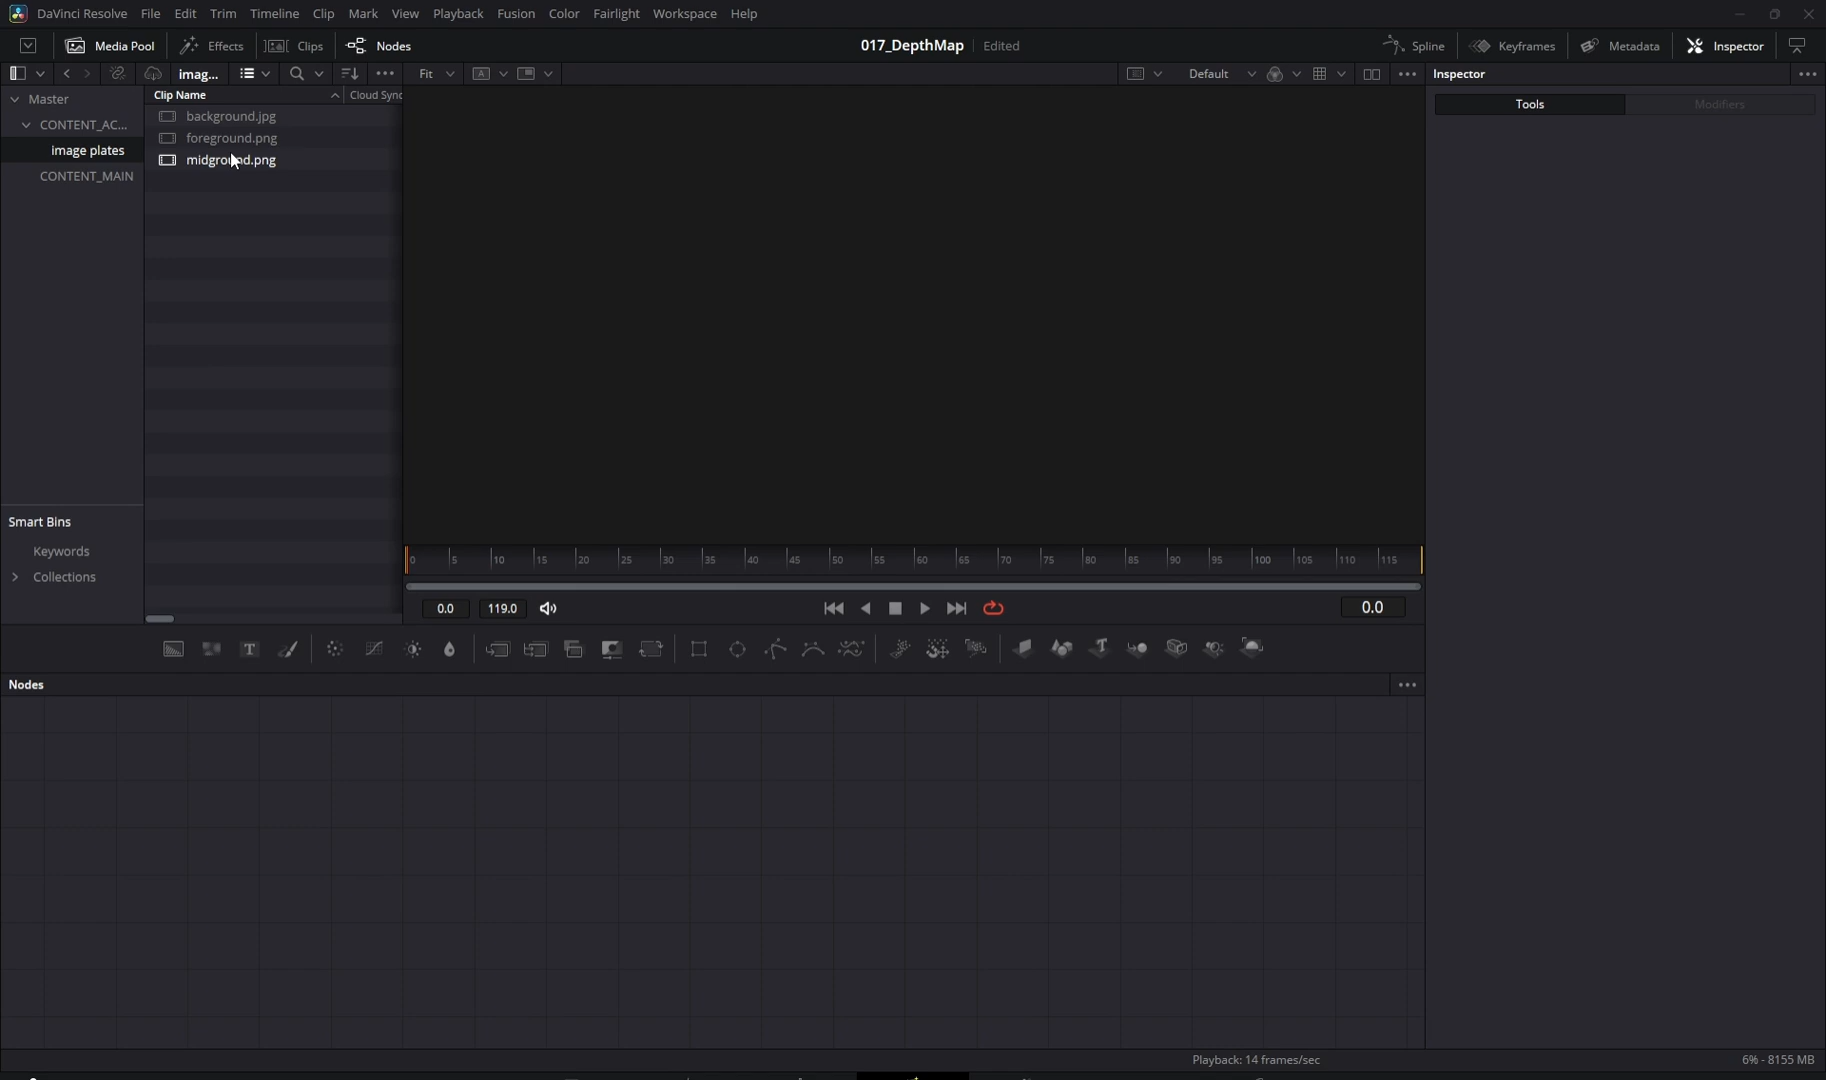 DaVinci Resolve File Edit Trim Timeline Clip Mark View Playback Fusion Color Fairlight Workspace Help
Media Pool Effects Clips Nodes 017_DepthMap Edited Spline Keyframes Metadata Inspector
imag... Fit A Default Inspector
Master Clip Name Cloud Sync Tools Modifiers
CONTENT_AC... background.jpg
foreground.png
image plates midground.png
CONTENT_MAIN
Smart Bins
Keywords
Collections
0 5 10 15 20 25 30 35 40 45 50 55 60 65 70 75 80 85 90 95 100 105 110 115
0.0 119.0 0.0
T T
Nodes
Playback: 14 frames/sec 6% - 8155 MB